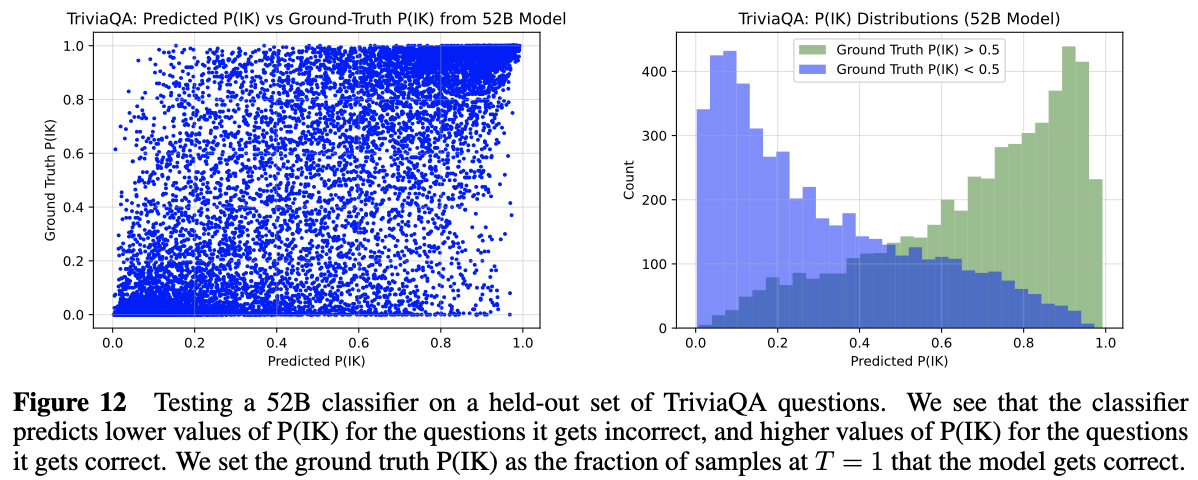 TriviaQA: Predicted P(IK) vs Ground-Truth P(IK) from 52B Model
1.0
0.8
0.6
0.4
0.2
0.0
Ground Truth P(IK)
0.0 0.2 0.4 0.6 0.8 1.0
Predicted P(IK)
TriviaQA: P(IK) Distributions (52B Model)
Ground Truth P(IK) > 0.5
Ground Truth P(IK) < 0.5
400
300
200
100
0
Count
0.0 0.2 0.4 0.6 0.8 1.0
Predicted P(IK)
Figure 12 Testing a 52B classifier on a held-out set of TriviaQA questions. We see that the classifier
predicts lower values of P(IK) for the questions it gets incorrect, and higher values of P(IK) for the questions
it gets correct. We set the ground truth P(IK) as the fraction of samples at T = 1 that the model gets correct.